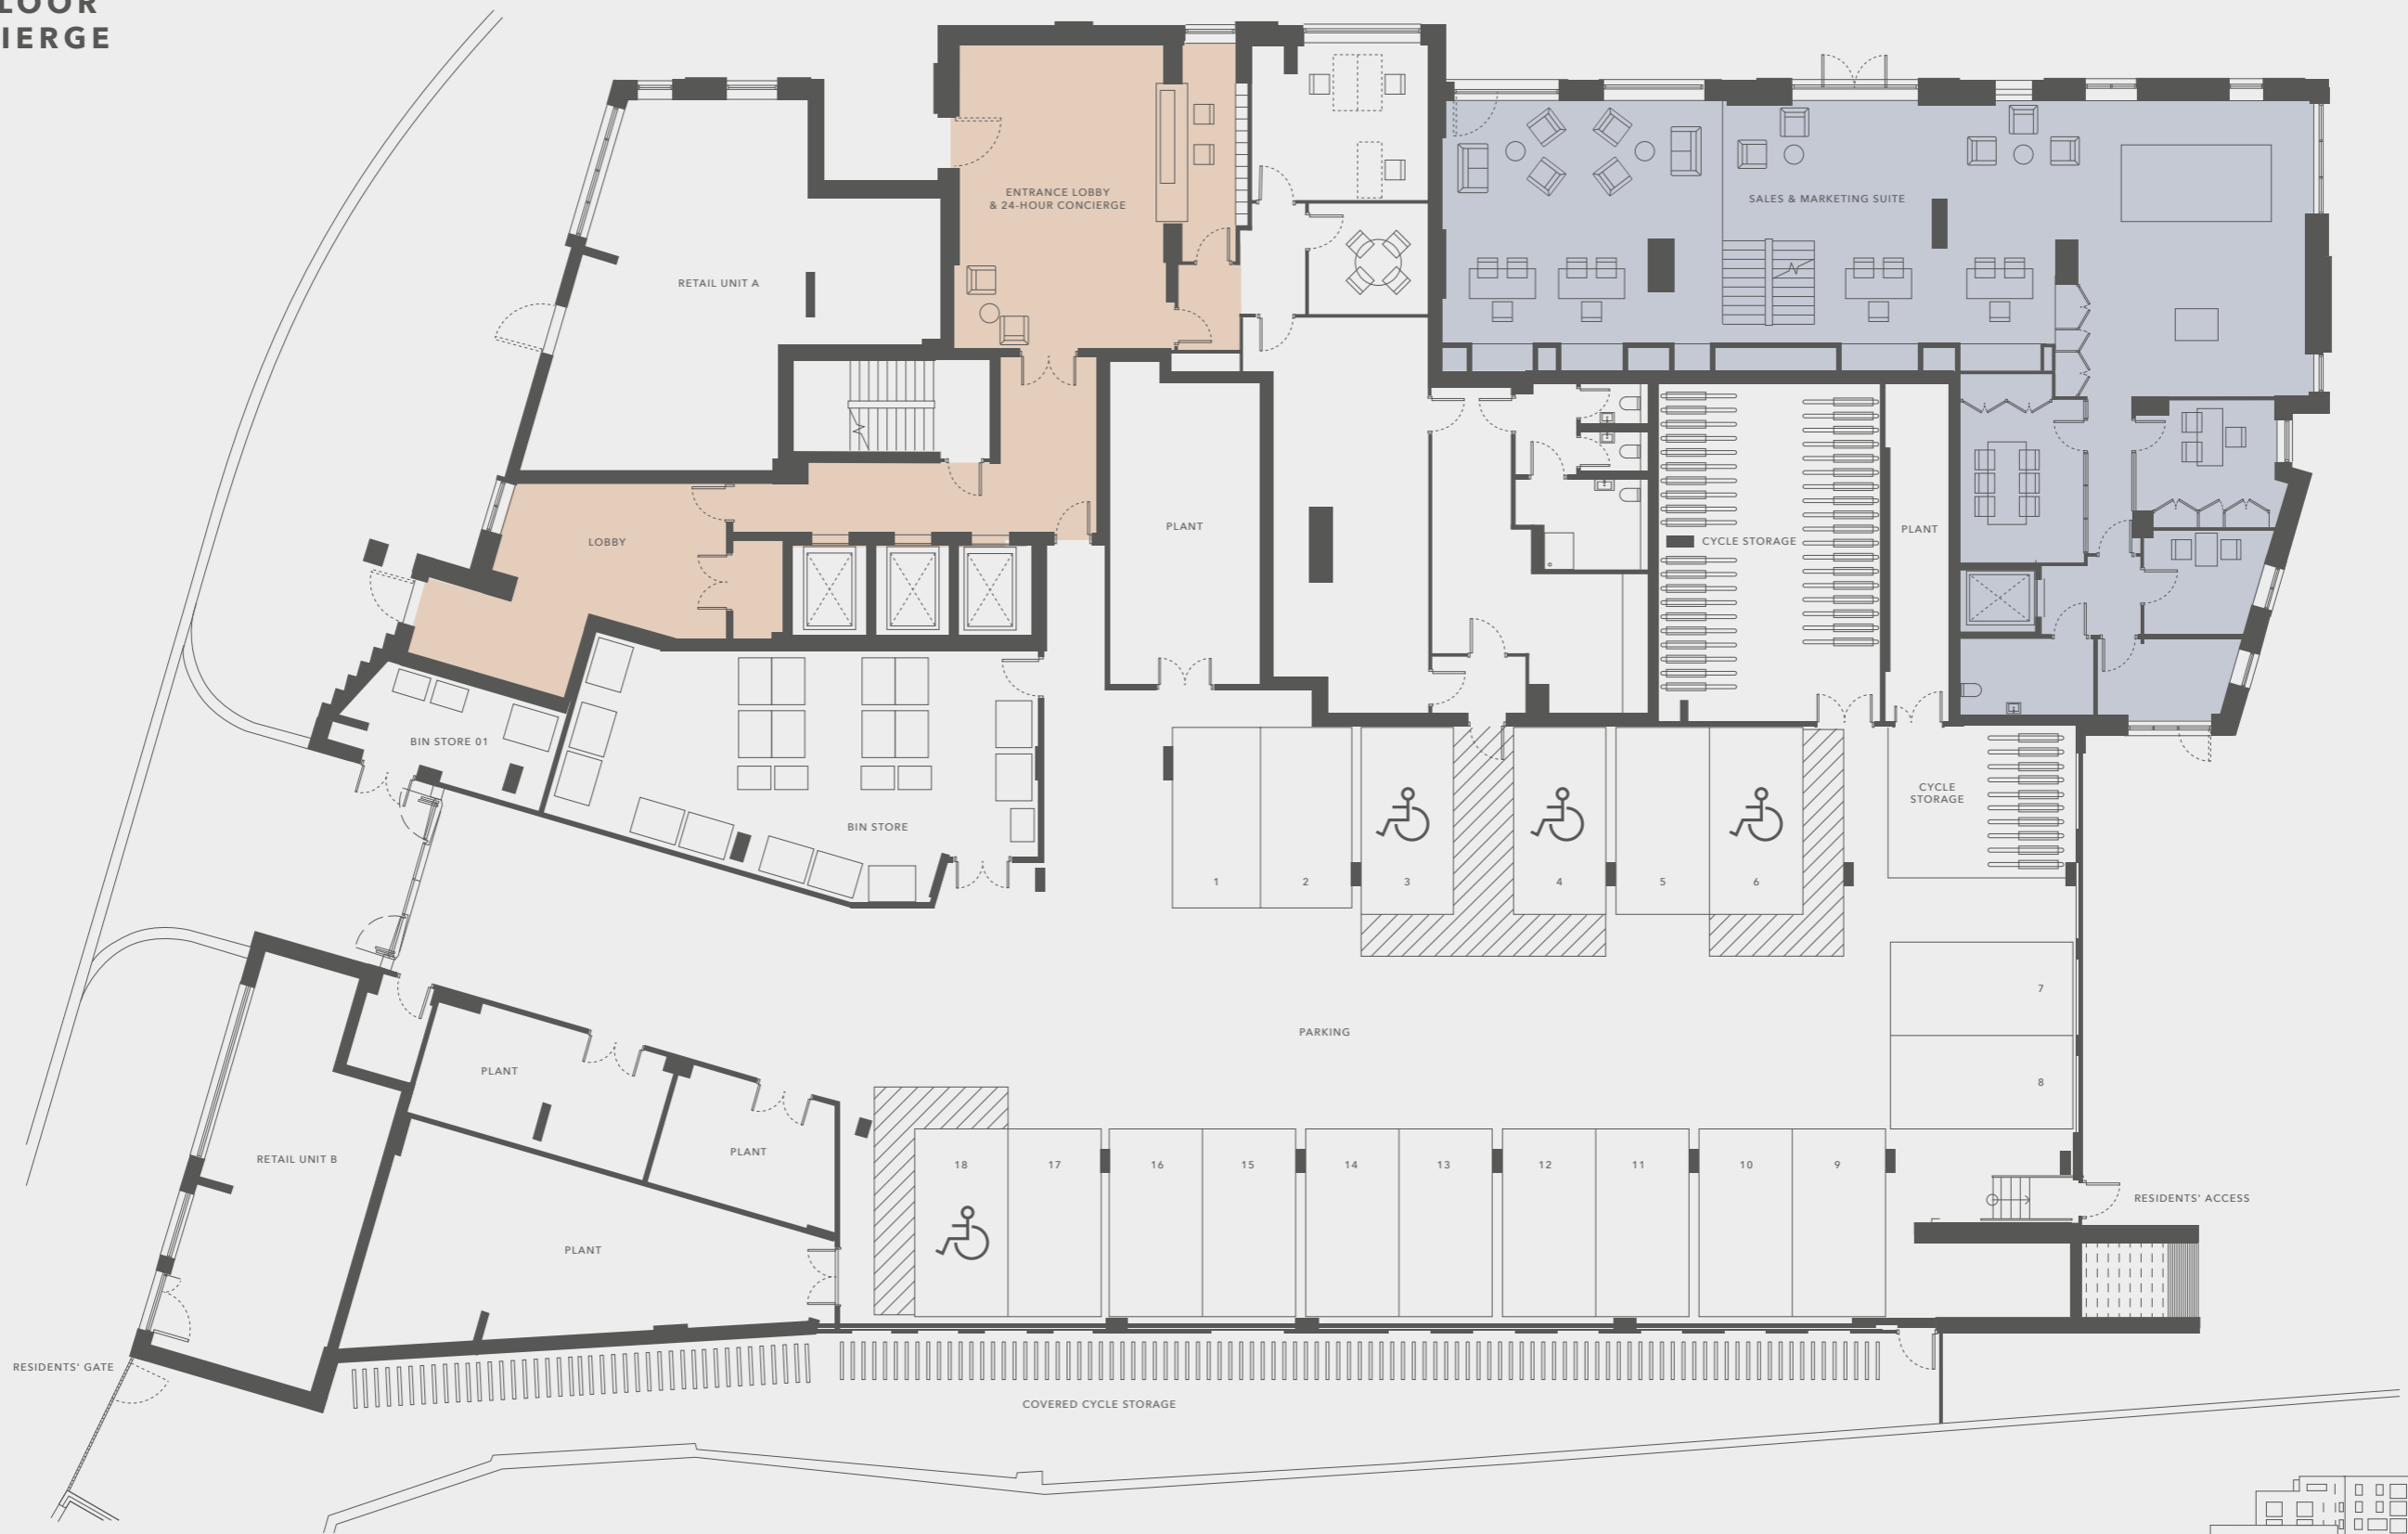 LOOR
IERGE
ENTRANCE LOBBY
& 24-HOUR CONCIERGE
SALES & MARKETING SUITE
RETAIL UNIT A
LOBBY
PLANT
CYCLE STORAGE
PLANT
BIN STORE 01
BIN STORE
CYCLE
STORAGE
1
2
3
4
5
6
7
8
PARKING
PLANT
PLANT
PLANT
RETAIL UNIT B
18
17
16
15
14
13
12
11
10
9
RESIDENTS' ACCESS
RESIDENTS' GATE
COVERED CYCLE STORAGE